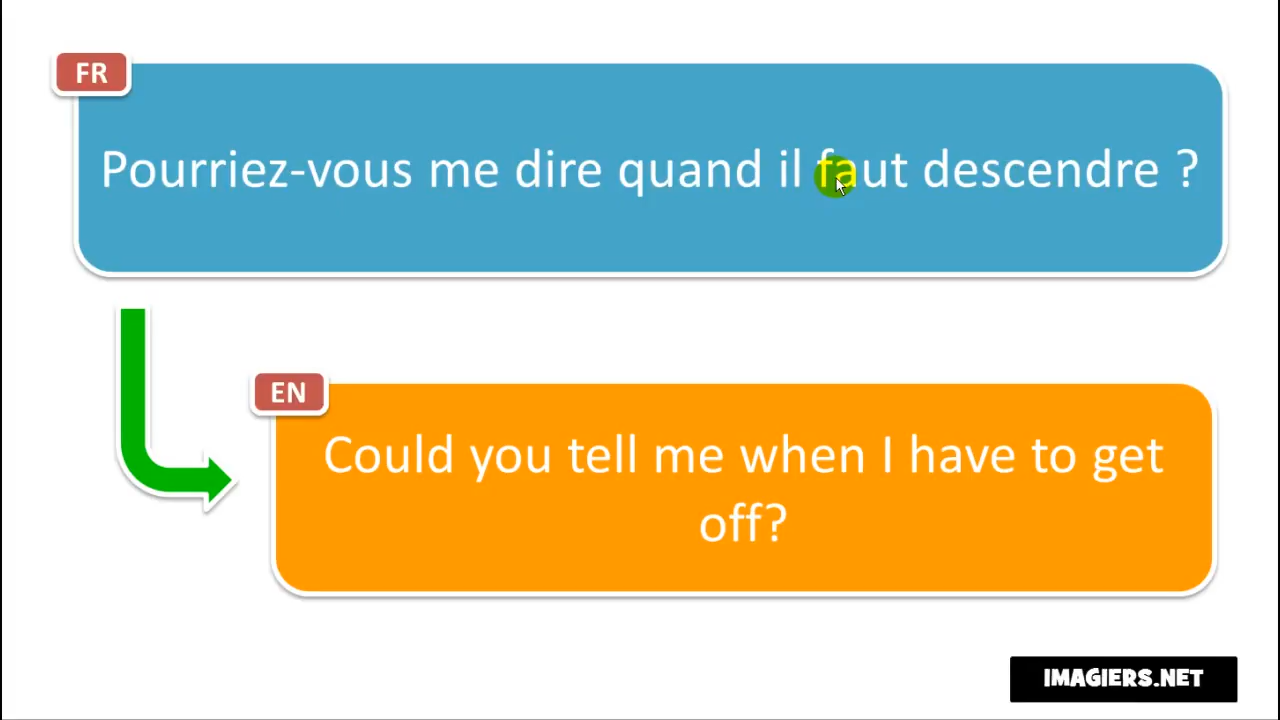 FR
Pourriez-vous me dire quand il faut descendre ?
EN
Could you tell me when I have to get
off?
IMAGIERS.NET